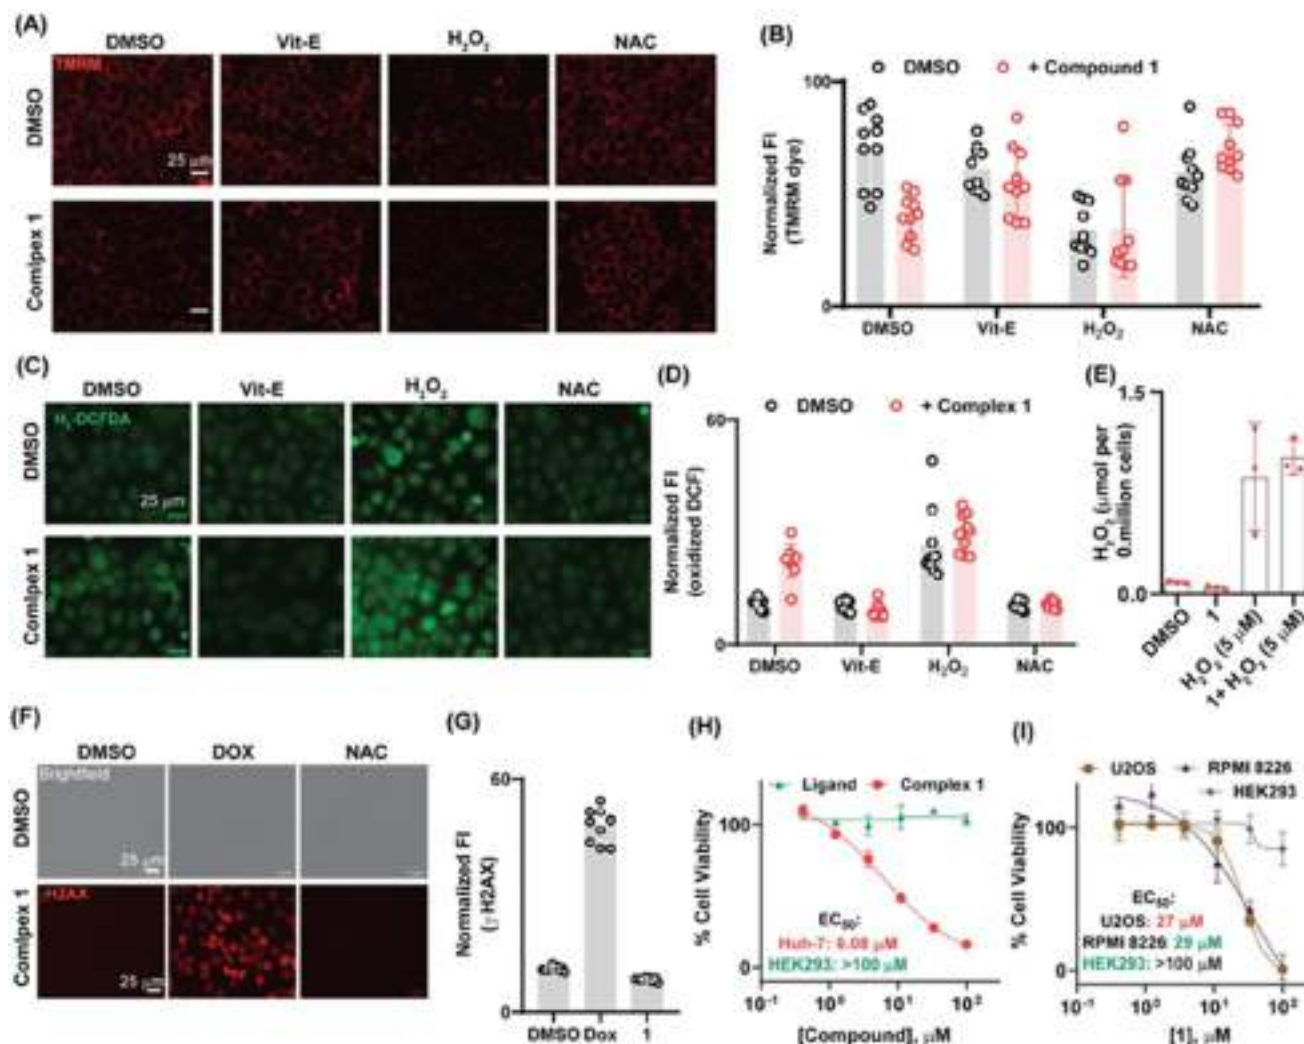 (A)
DMSO Vit-E H₂O₂ NAC
TMRM
DMSO
25 μm
Comlpex 1
(B)
DMSO + Compound 1
100
Normalized FI
(TMRM dye)
0
DMSO Vit-E H₂O₂ NAC
(C)
DMSO Vit-E H₂O₂ NAC
H₂-DCFDA
DMSO
25 μm
Comlpex 1
(D)
DMSO + Complex 1
60
Normalized FI
(oxidized DCF)
0
DMSO Vit-E H₂O₂ NAC
(E)
1.5
H₂O₂ (μmol per
0.million cells)
0.0
DMSO
1
H₂O₂ (5 μM)
1+ H₂O₂ (5 μM)
(F)
DMSO DOX NAC
Brightfield
DMSO
25 μm
Comlpex 1
H2AX
25 μm
(G)
60
Normalized FI
(γH2AX)
0
DMSO Dox 1
(H)
Ligand Complex 1
100
% Cell Viability
EC₅₀:
Huh-7: 6.08 μM
HEK293: >100 μM
0
10⁻¹ 10⁰ 10¹ 10²
[Compound], μM
(I)
U2OS RPMI 8226
HEK293
100
% Cell Viability
EC₅₀:
U2OS: 27 μM
RPMI 8226: 29 μM
HEK293: >100 μM
0
10⁻¹ 10⁰ 10¹ 10²
[1], μM